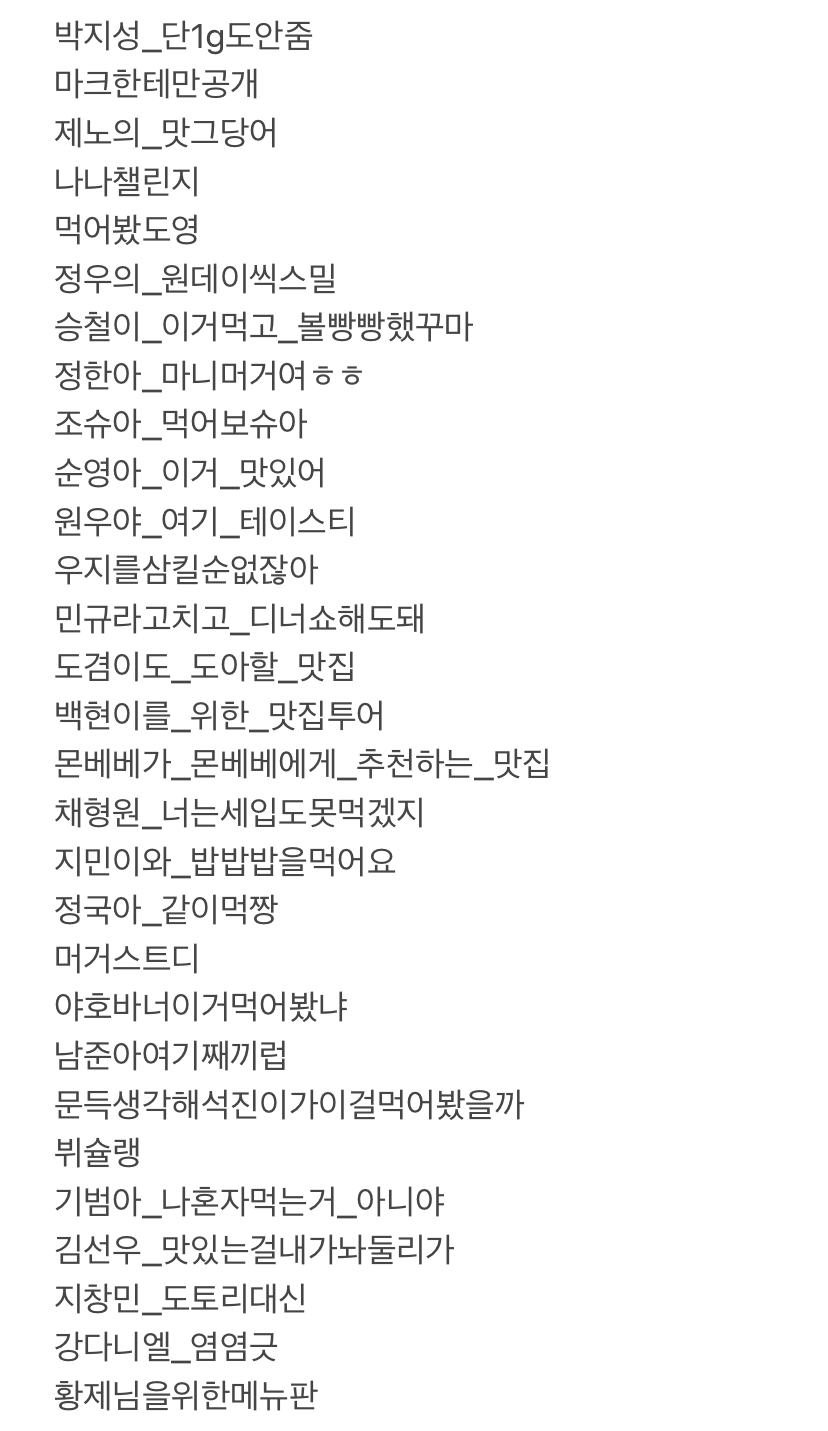 박지성_단1g도안줌
마크한테만공개
제노의_맛그당어
나나챌린지
먹어봤도영
정우의_원데이씩스밀
승철이_이거먹고_볼빵빵했꾸마
정한아_마니머거여ㅎㅎ
조슈아_먹어보슈아
순영아_이거_맛있어
원우야_여기_테이스티
우지를삼킬순없잖아
민규라고치고_디너쇼해도돼
도겸이도_도아할_맛집
백현이를_위한_맛집투어
몬베베가_몬베베에게_추천하는_맛집
채형원_너는세입도못먹겠지
지민이와_밥밥밥을먹어요
정국아_같이먹짱
머거스트디
야호바너이거먹어봤냐
남준아여기째끼럽
문득생각해석진이가이걸먹어봤을까
뷔슐랭
기범아_나혼자먹는거_아니야
김선우_맛있는걸내가놔둘리가
지창민_도토리대신
강다니엘_염염굿
황제님을위한메뉴판